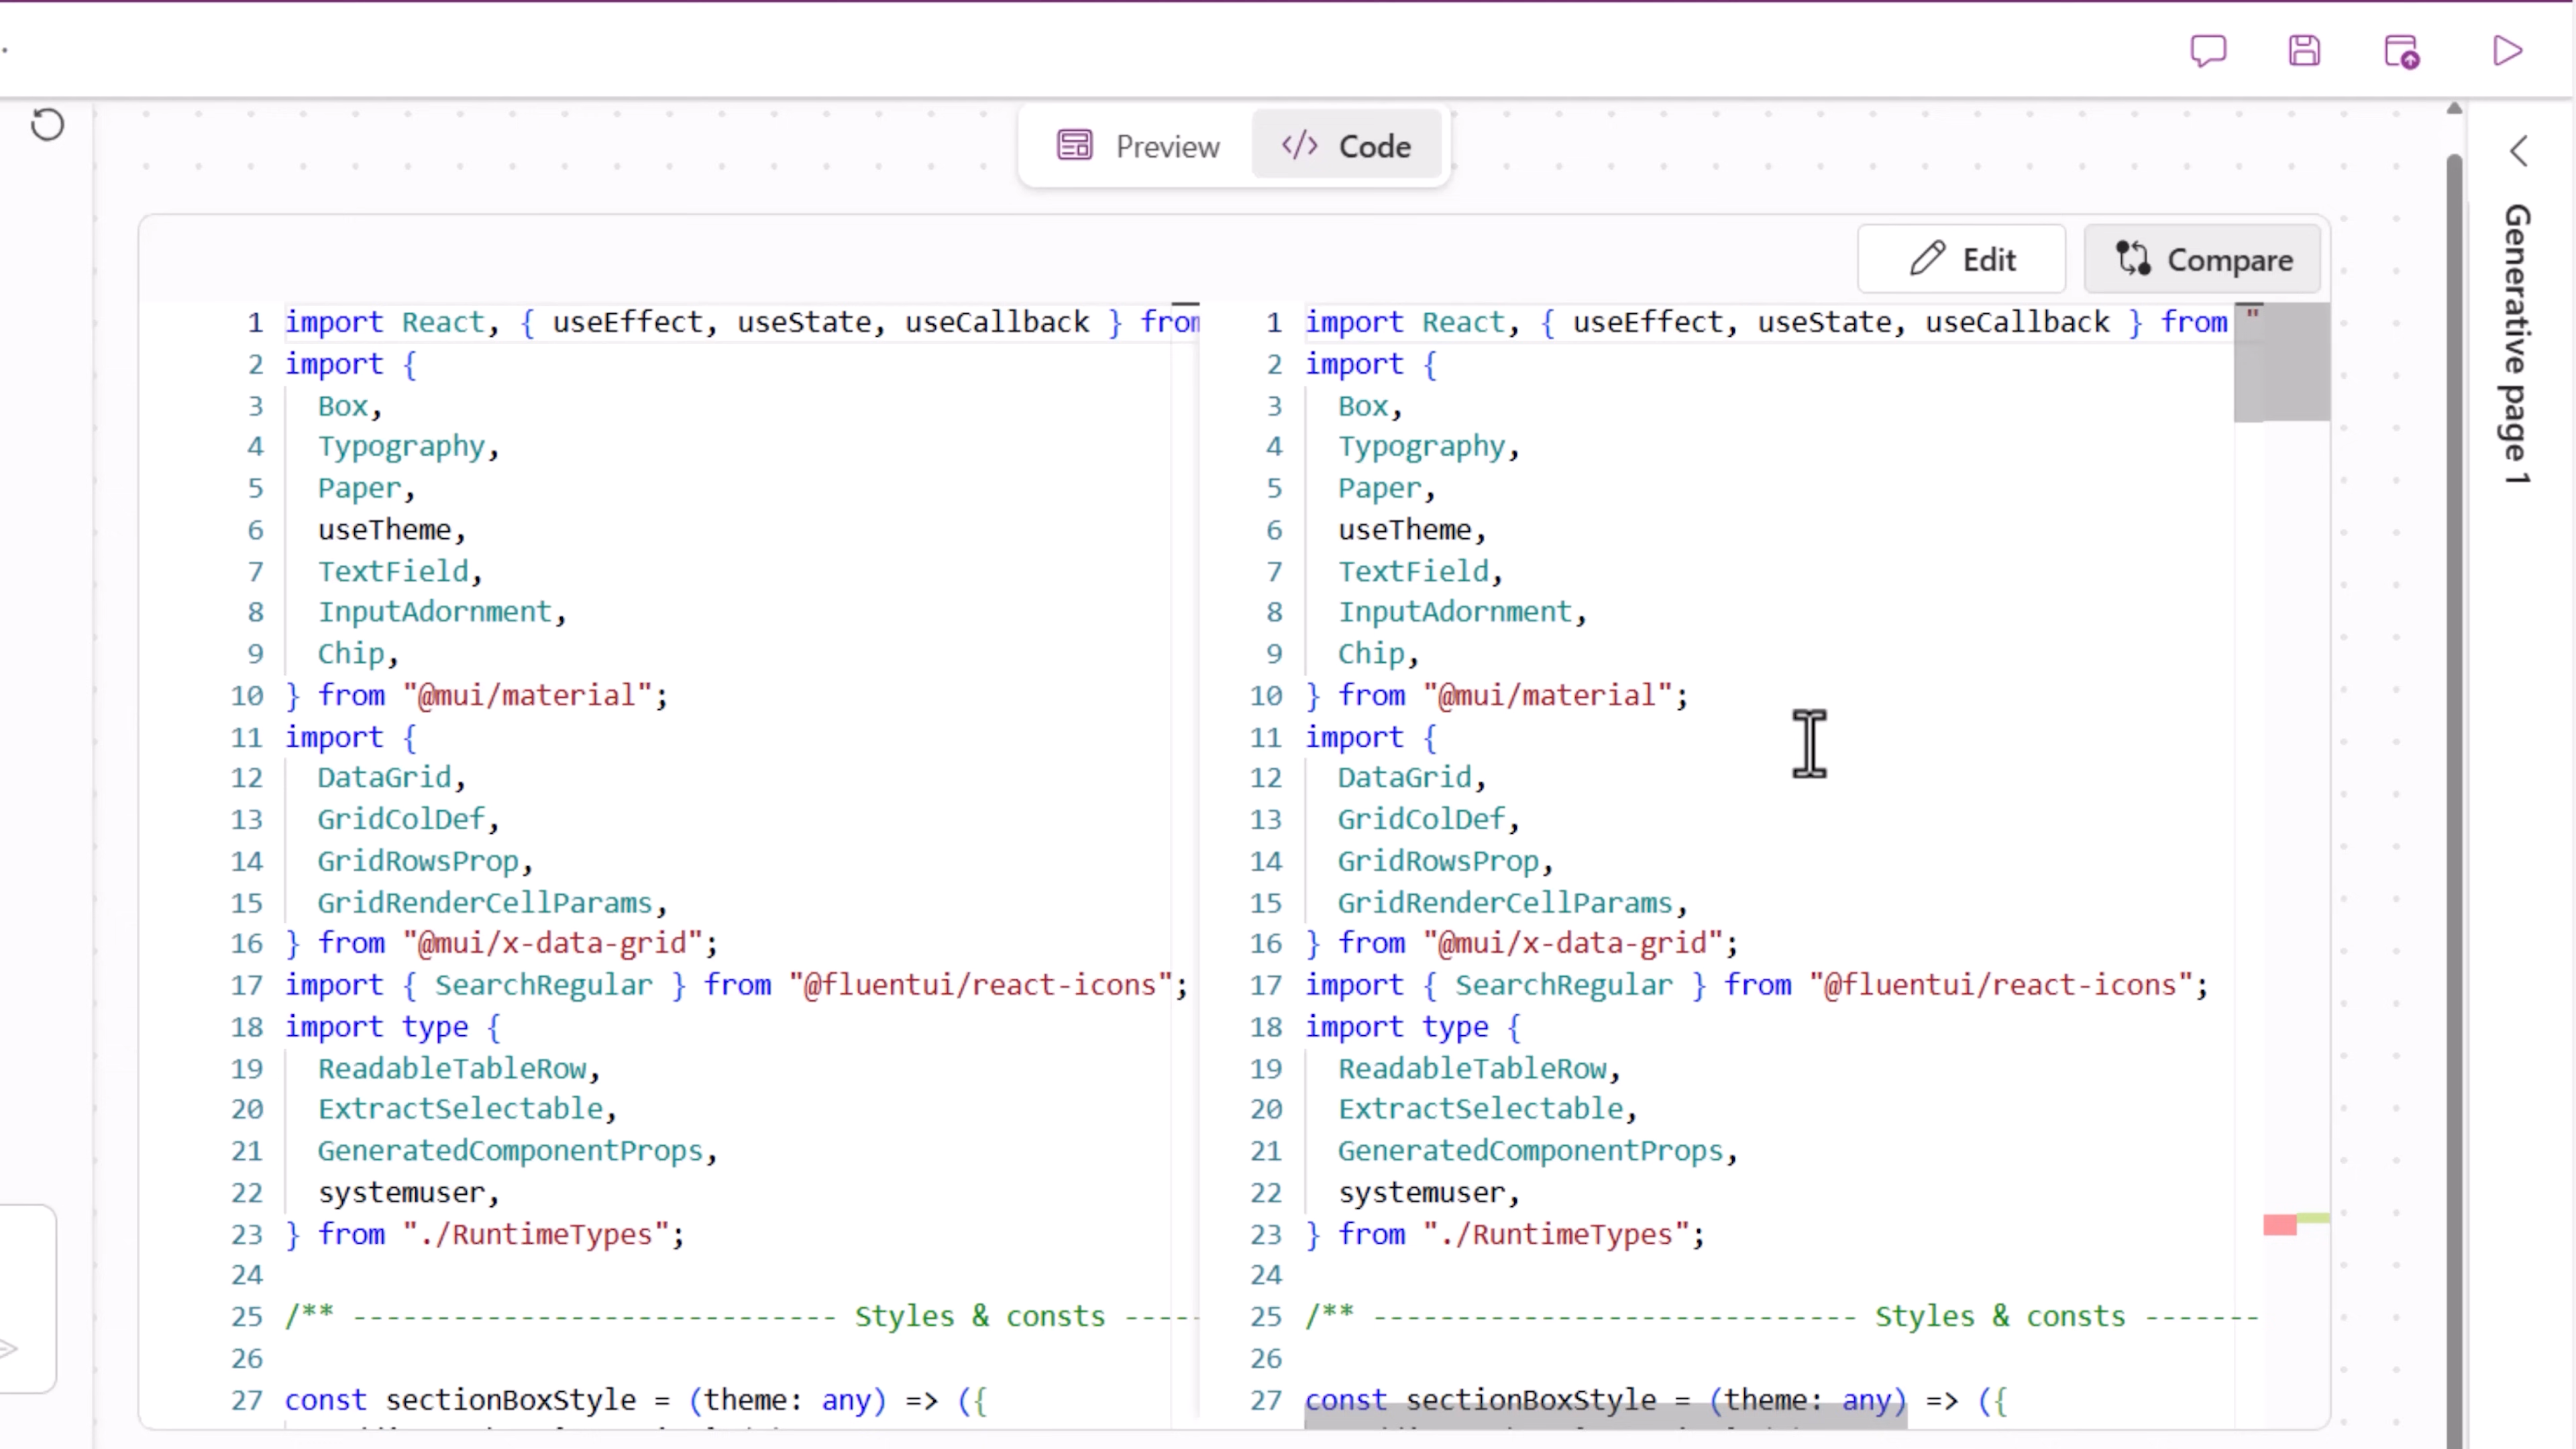 Preview
</> Code
Edit
Compare
Generative page 1
1 import React, { useEffect, useState, useCallback } from
2 import {
3 Box,
4 Typography,
5 Paper,
6 useTheme,
7 TextField,
8 InputAdornment,
9 Chip,
10 } from "@mui/material";
11 import {
12 DataGrid,
13 GridColDef,
14 GridRowsProp,
15 GridRenderCellParams,
16 } from "@mui/x-data-grid";
17 import { SearchRegular } from "@fluentui/react-icons";
18 import type {
19 ReadableTableRow,
20 ExtractSelectable,
21 GeneratedComponentProps,
22 systemuser,
23 } from "./RuntimeTypes";
24
25 /** ----------------------------- Styles & consts -----
26
27 const sectionBoxStyle = (theme: any) => ({
1 import React, { useEffect, useState, useCallback } from "
2 import {
3 Box,
4 Typography,
5 Paper,
6 useTheme,
7 TextField,
8 InputAdornment,
9 Chip,
10 } from "@mui/material";
11 import {
12 DataGrid,
13 GridColDef,
14 GridRowsProp,
15 GridRenderCellParams,
16 } from "@mui/x-data-grid";
17 import { SearchRegular } from "@fluentui/react-icons";
18 import type {
19 ReadableTableRow,
20 ExtractSelectable,
21 GeneratedComponentProps,
22 systemuser,
23 } from "./RuntimeTypes";
24
25 /** ----------------------------- Styles & consts -------
26
27 const sectionBoxStyle = (theme: any) => ({